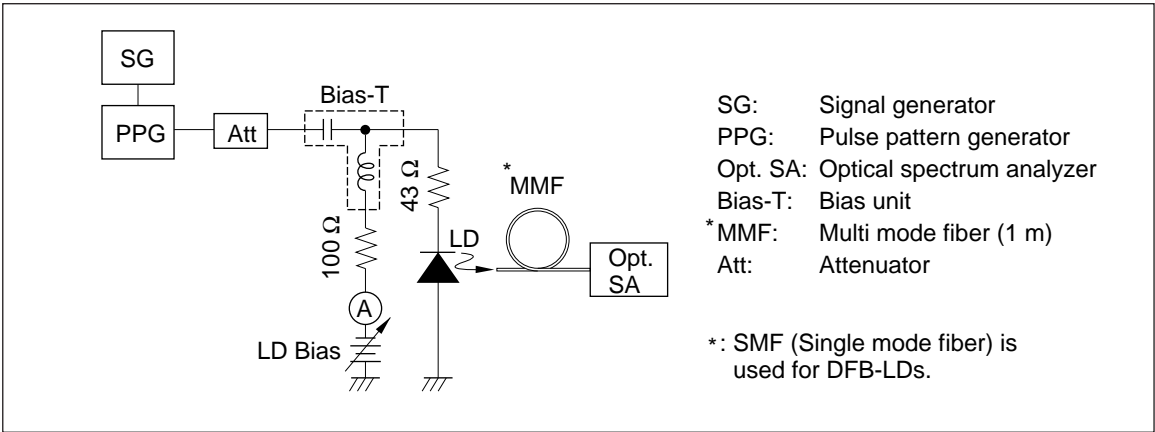 SG
Bias-T
PPG
Att
43 Ω
100 Ω
*
MMF
LD
Opt.
SA
A
LD Bias
SG: Signal generator
PPG: Pulse pattern generator
Opt. SA: Optical spectrum analyzer
Bias-T: Bias unit
*MMF: Multi mode fiber (1 m)
Att: Attenuator
*: SMF (Single mode fiber) is
used for DFB-LDs.